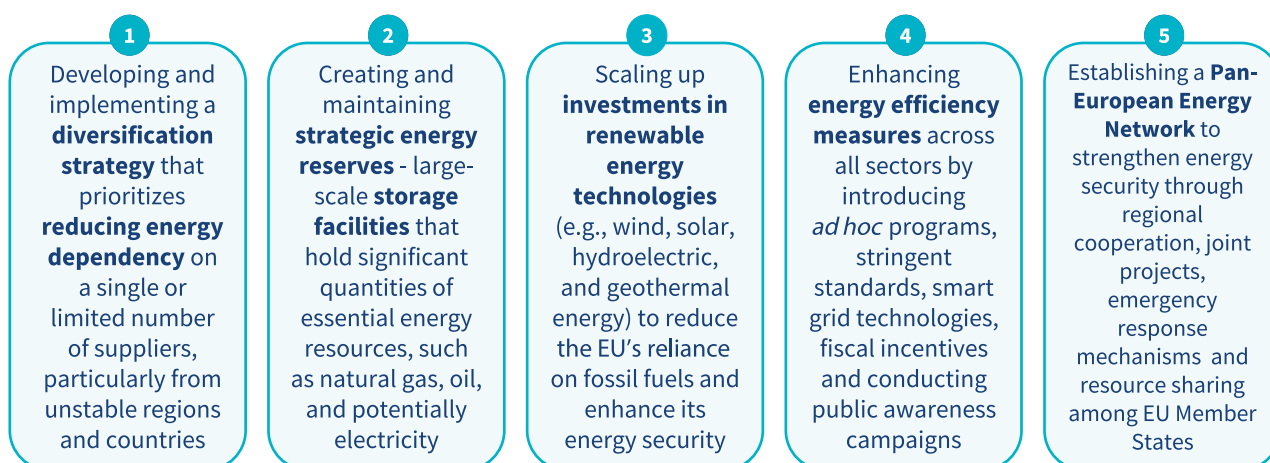 1
Developing and
implementing a
diversification
strategy that
prioritizes
reducing energy
dependency on
a single or
limited number
of suppliers,
particularly from
unstable regions
and countries
2
Creating and
maintaining
strategic energy
reserves - large-
scale storage
facilities that
hold significant
quantities of
essential energy
resources, such
as natural gas, oil,
and potentially
electricity
3
Scaling up
investments in
renewable
energy
technologies
(e.g., wind, solar,
hydroelectric,
and geothermal
energy) to reduce
the EU's reliance
on fossil fuels and
enhance its
energy security
4
Enhancing
energy efficiency
measures across
all sectors by
introducing
ad hoc programs,
stringent
standards, smart
grid technologies,
fiscal incentives
and conducting
public awareness
campaigns
5
Establishing a Pan-
European Energy
Network to
strengthen energy
security through
regional
cooperation, joint
projects,
emergency
response
mechanisms and
resource sharing
among EU Member
States